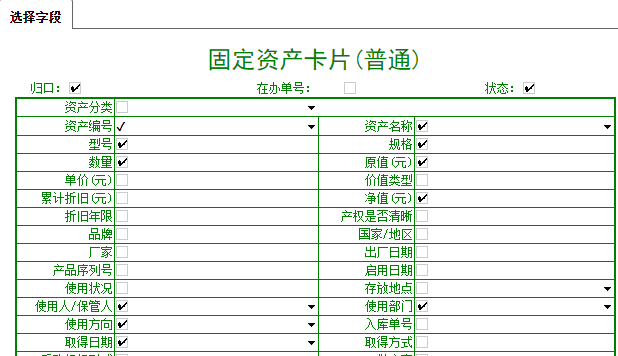 选择字段
固定资产卡片(普通)
归口： 在办单号： 状态：
资产分类
资产编号 资产名称
型号 规格
数量 原值(元)
单价(元) 价值类型
累计折旧(元) 净值(元)
折旧年限 产权是否清晰
品牌 国家/地区
厂家 出厂日期
产品序列号 启用日期
使用状况 存放地点
使用人/保管人 使用部门
使用方向 入库单号
取得日期 取得方式